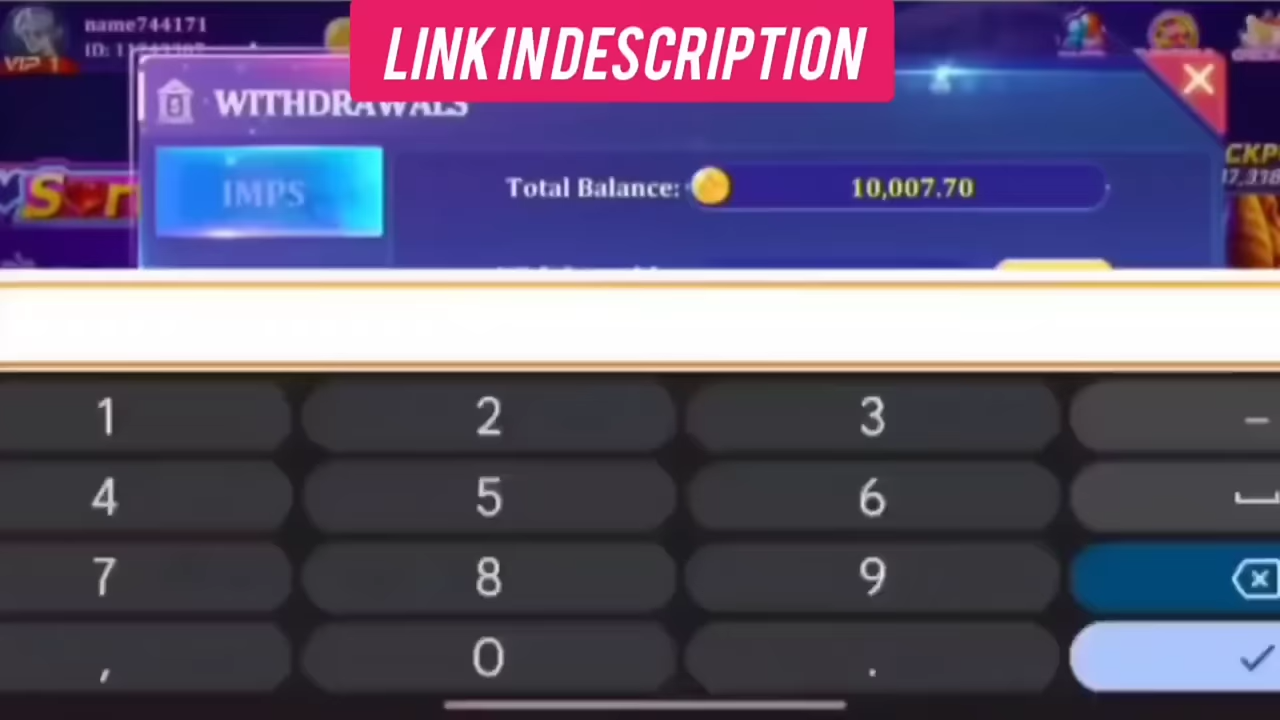 LINK IN DESCRIPTION
name744171
VIP 1
WITHDRAWALS
IMPS
Total Balance: 10,007.70
1 2 3 -
4 5 6
7 8 9
, 0 .